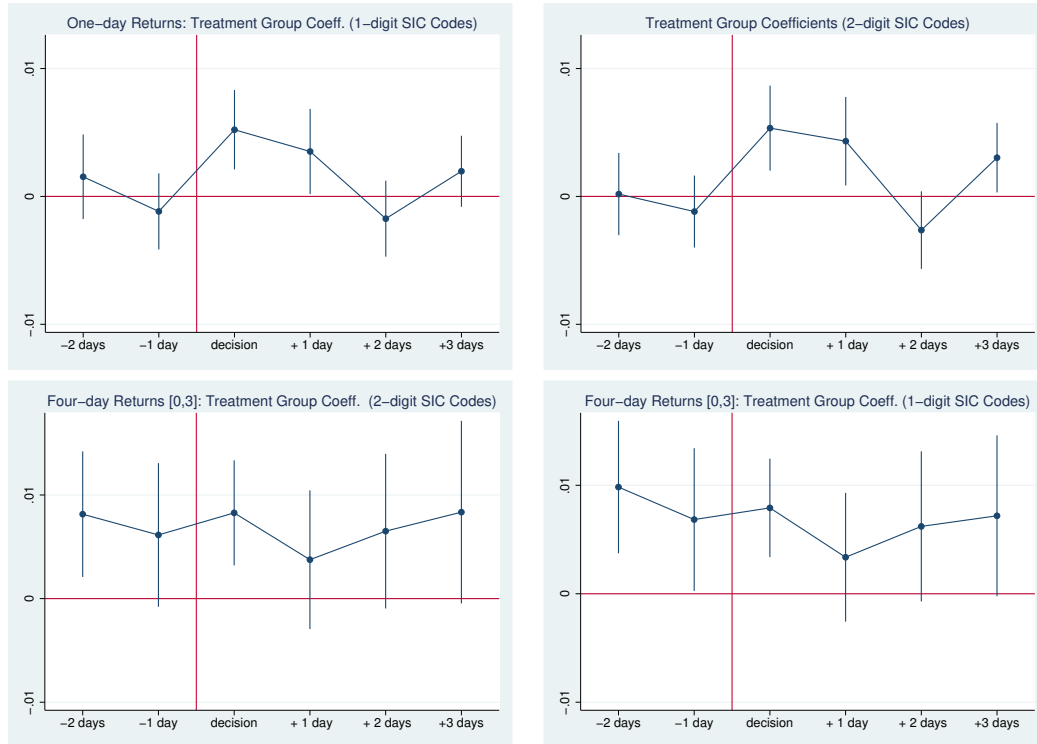 One−day Returns: Treatment Group Coeff. (1−digit SIC Codes)
.01
0
−.01
−2 days −1 day decision + 1 day + 2 days +3 days
Treatment Group Coefficients (2−digit SIC Codes)
.01
0
−.01
−2 days −1 day decision + 1 day + 2 days +3 days
Four−day Returns [0,3]: Treatment Group Coeff. (2−digit SIC Codes)
.01
0
−.01
−2 days −1 day decision + 1 day + 2 days +3 days
Four−day Returns [0,3]: Treatment Group Coeff. (1−digit SIC Codes)
.01
0
−.01
−2 days −1 day decision + 1 day + 2 days +3 days